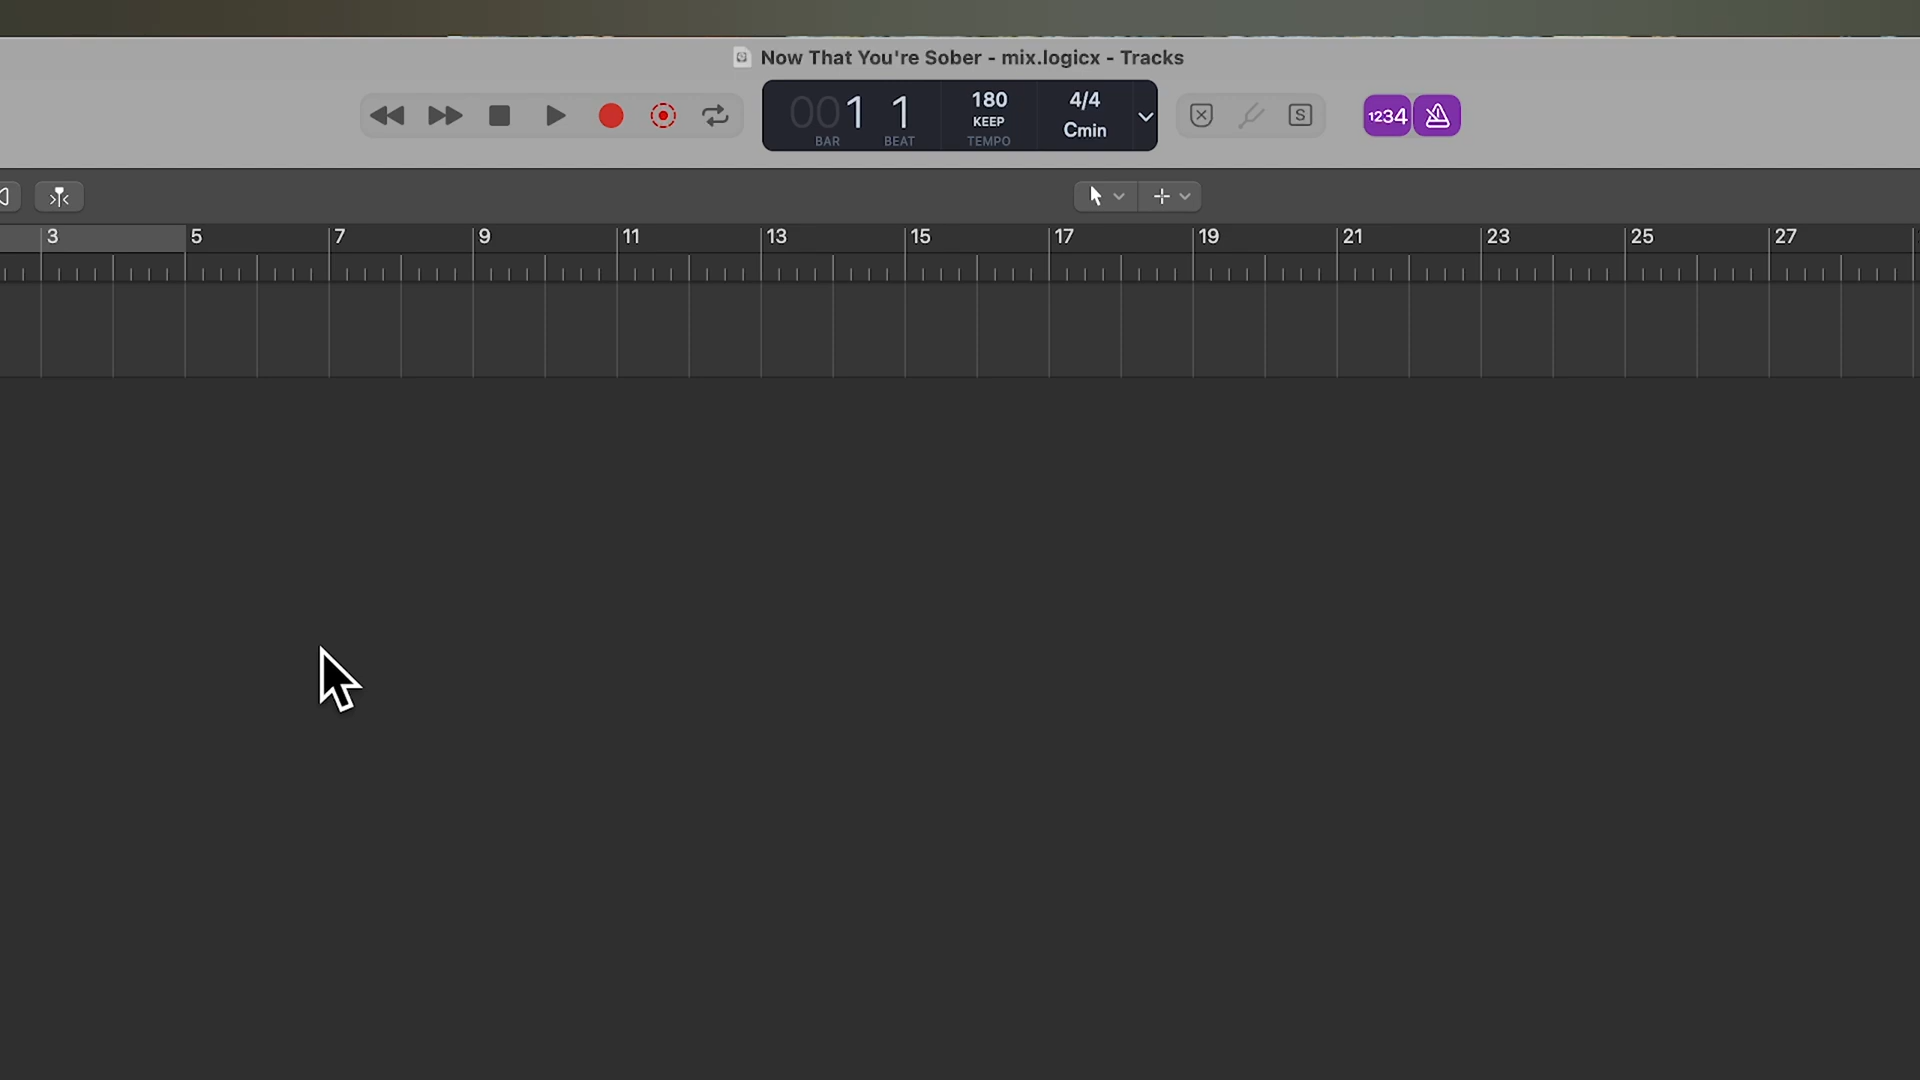 Now That You're Sober - mix.logicx - Tracks
001 1
BAR BEAT
180
KEEP
TEMPO
4/4
Cmin
S
1234
3 5 7 9 11 13 15 17 19 21 23 25 27